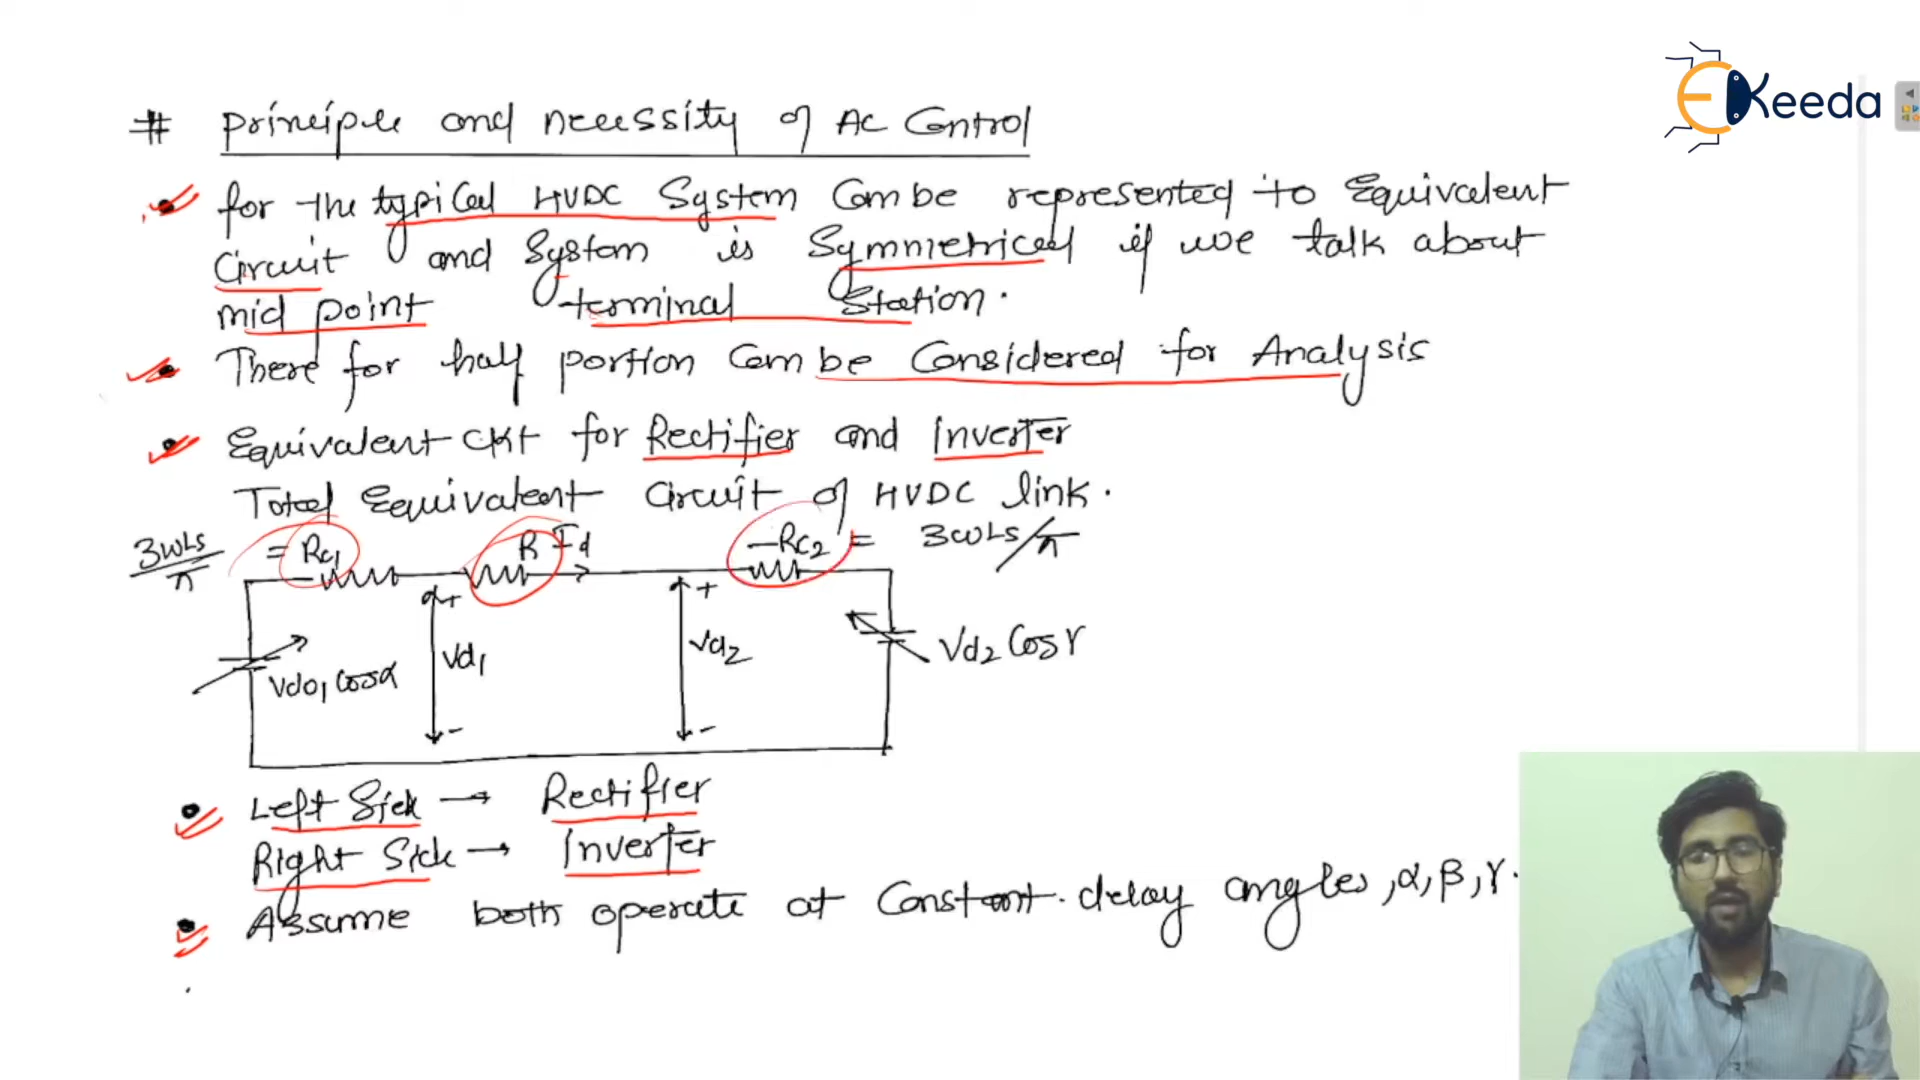 EKeeda
# principle and necessity of AC Control
for the typical HVDC System Can be represented to Equivalent
Circuit and System is Symmetrical if we talk about
mid point terminal Station.
There for half portion Can be Considered for Analysis
Equivalent CKT for Rectifier and Inverter
Total Equivalent Circuit of HVDC link.
3ωLs/π = Rc1 R Id -Rc2 = 3ωLs/π
+ +
Vdo1 cosα Vd1 Vd2 Vd2 Cosγ
- -
Left Side → Rectifier
Right Side → Inverter
Assume both operate at Constant delay angles, α, β, γ.